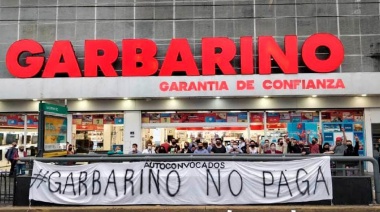 GARBARINO
GARANTIA DE CONFIANZA
AUTOCONVOCADOS
#GARBARINO NO PAGA